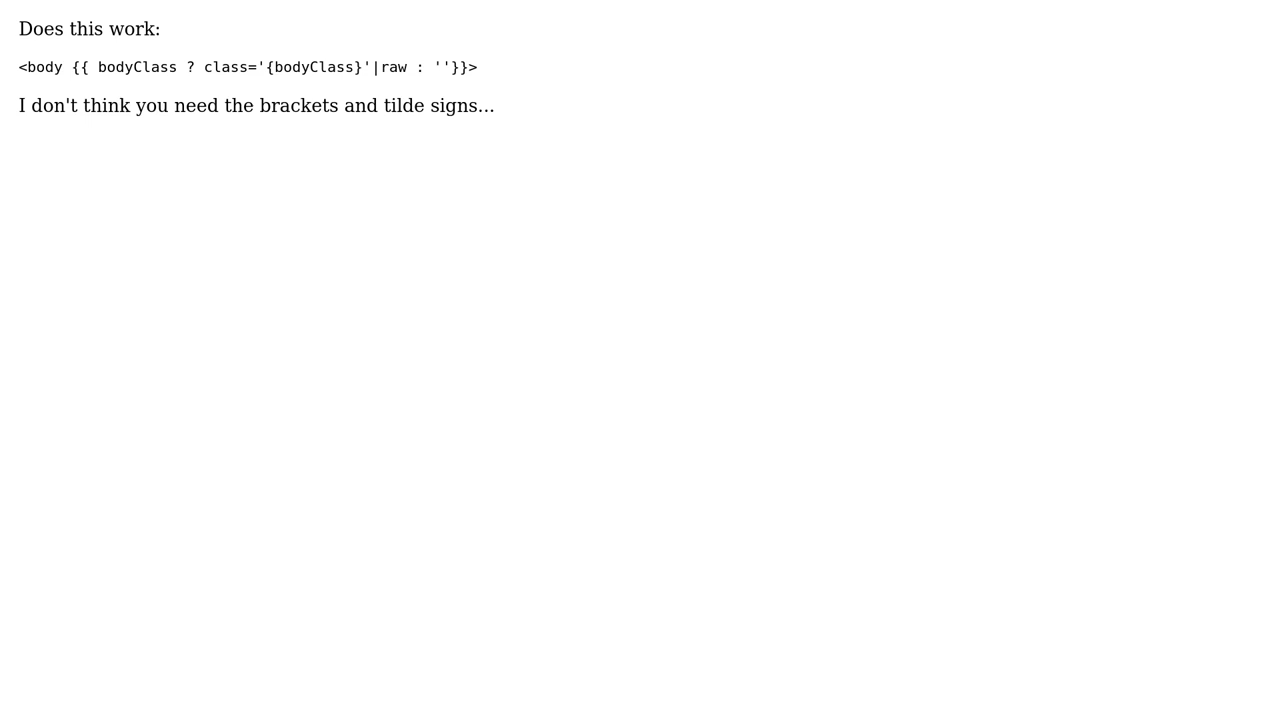 Does this work:
<body {{ bodyClass ? class='{bodyClass}'|raw : ''}}>
I don't think you need the brackets and tilde signs...